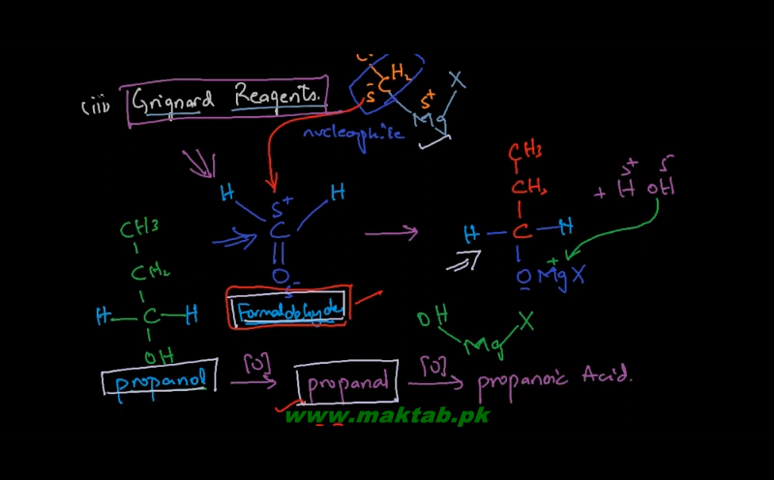 (iii) Grignard Reagents.
H₂
C
δ⁻
δ⁺
X
Mg
nucleophile
H
δ⁺
H
C
O
δ⁻
Formaldehyde
CH3
CH₂
H — C — H
OH
CH3
CH₂
H — C — H
O⁻ ⁺MgX
δ⁺ δ⁻
+ H OH
OH Mg X
propanol [O] propanal [O] propanoic Acid.
www.maktab.pk